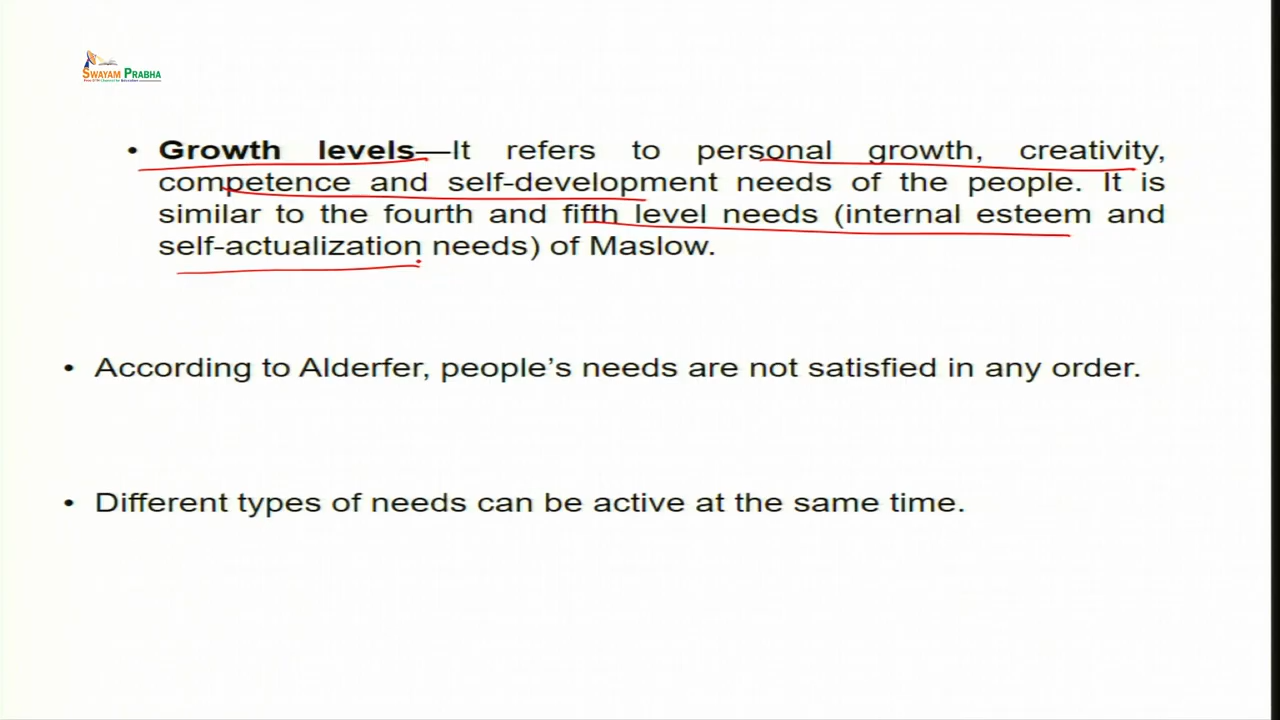 SWAYAM PRABHA
• Growth levels—It refers to personal growth, creativity,
competence and self-development needs of the people. It is
similar to the fourth and fifth level needs (internal esteem and
self-actualization needs) of Maslow.
• According to Alderfer, people’s needs are not satisfied in any order.
• Different types of needs can be active at the same time.